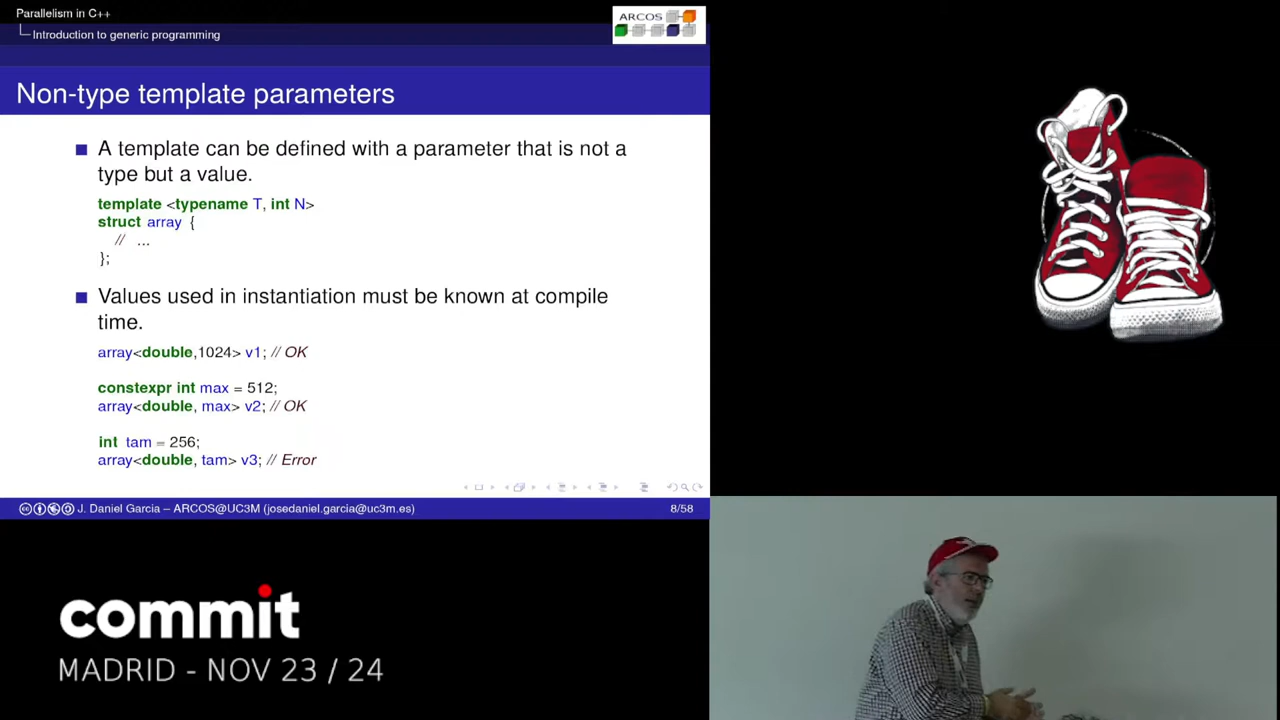 Parallelism in C++
Introduction to generic programming
ARCOS
Non-type template parameters
A template can be defined with a parameter that is not a
type but a value.
template <typename T, int N>
struct array {
// ...
};
Values used in instantiation must be known at compile
time.
array<double,1024> v1; // OK
constexpr int max = 512;
array<double, max> v2; // OK
int tam = 256;
array<double, tam> v3; // Error
J. Daniel Garcia – ARCOS@UC3M (josedaniel.garcia@uc3m.es)
8/58
commit
MADRID - NOV 23 / 24